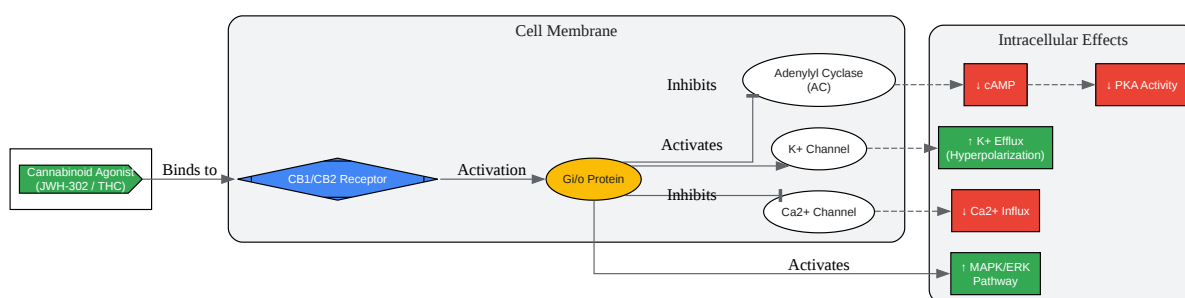 Cell Membrane
Intracellular Effects
Cannabinoid Agonist
(JWH-302 / THC)
Binds to
CB1/CB2 Receptor
Activation
Gi/o Protein
Inhibits
Adenylyl Cyclase
(AC)
↓ cAMP
↓ PKA Activity
Activates
K+ Channel
↑ K+ Efflux
(Hyperpolarization)
Inhibits
Ca2+ Channel
↓ Ca2+ Influx
Activates
↑ MAPK/ERK
Pathway